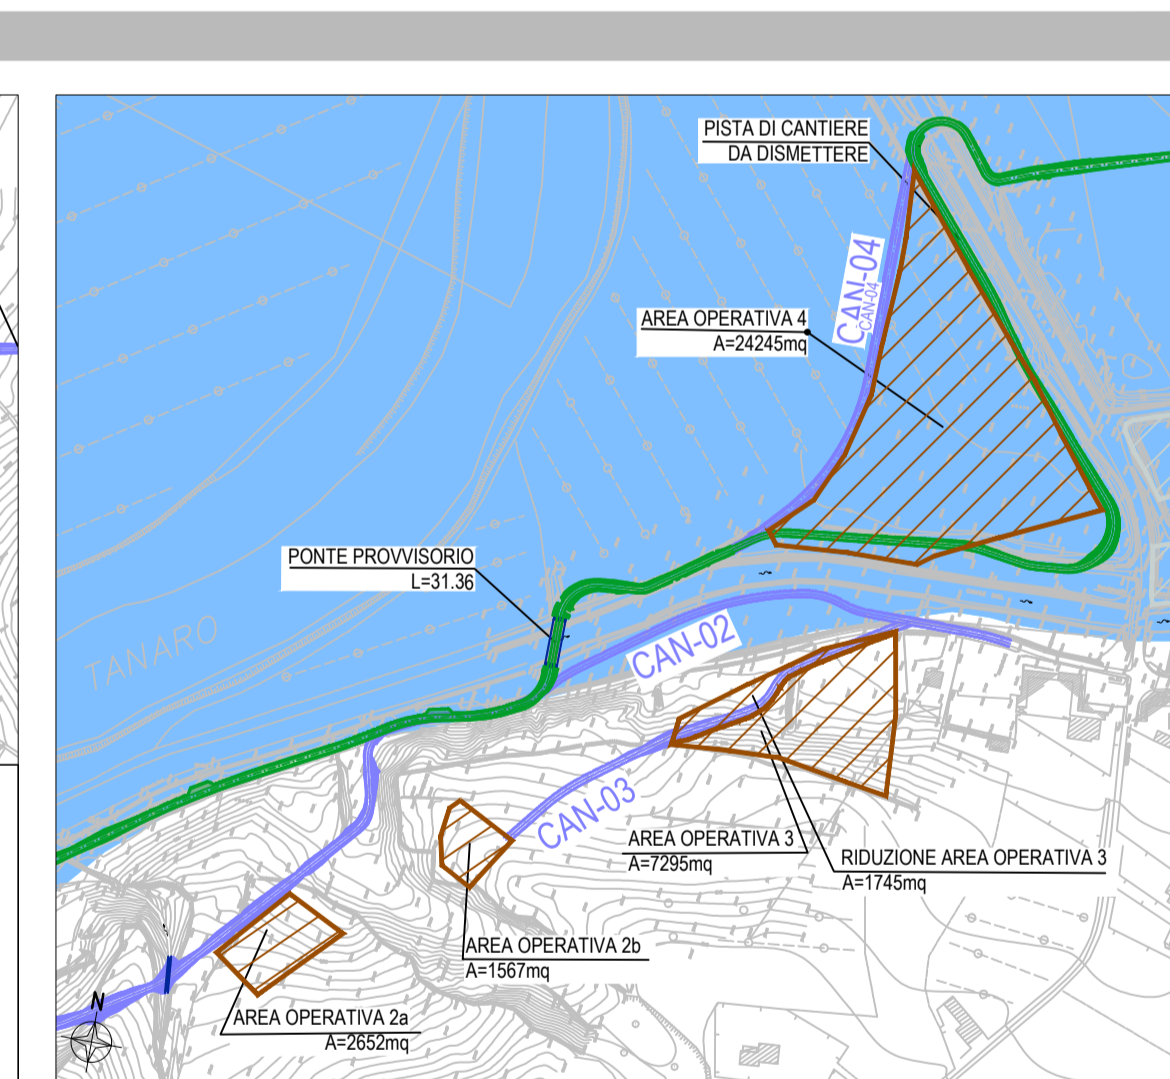 PISTA DI CANTIERE
DA DISMETTERE
CAN-04
CAN-04
AREA OPERATIVA 4
A=24245mq
PONTE PROVVISORIO
L=31.36
TANARO
CAN-02
CAN-03
AREA OPERATIVA 3
A=7295mq
RIDUZIONE AREA OPERATIVA 3
A=1745mq
AREA OPERATIVA 2b
A=1567mq
N
AREA OPERATIVA 2a
A=2652mq